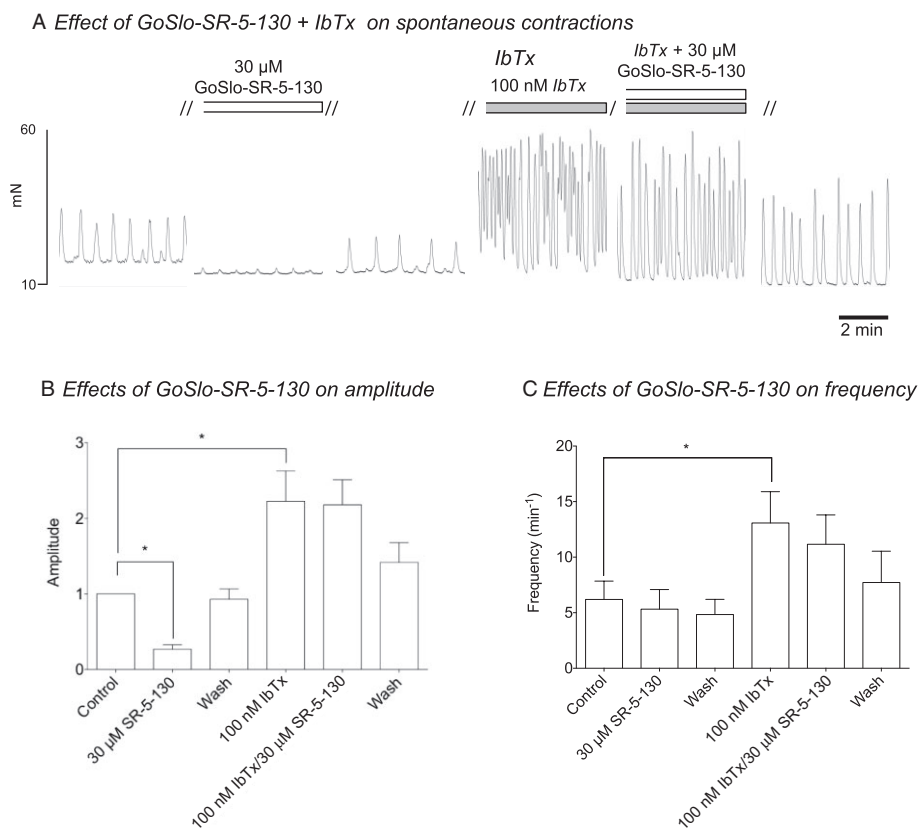 A Effect of GoSlo-SR-5-130 + IbTx on spontaneous contractions
30 µM
GoSlo-SR-5-130
IbTx
100 nM IbTx
IbTx + 30 µM
GoSlo-SR-5-130
//
//
//
/
//
60
mN
10
2 min
B Effects of GoSlo-SR-5-130 on amplitude
3
2
1
0
Amplitude
*
*
Control
30 µM SR-5-130
Wash
100 nM IbTx
100 nM IbTx/30 µM SR-5-130
Wash
C Effects of GoSlo-SR-5-130 on frequency
20
15
10
5
0
Frequency (min⁻¹)
*
Control
30 µM SR-5-130
Wash
100 nM IbTx
100 nM IbTx/30 µM SR-5-130
Wash